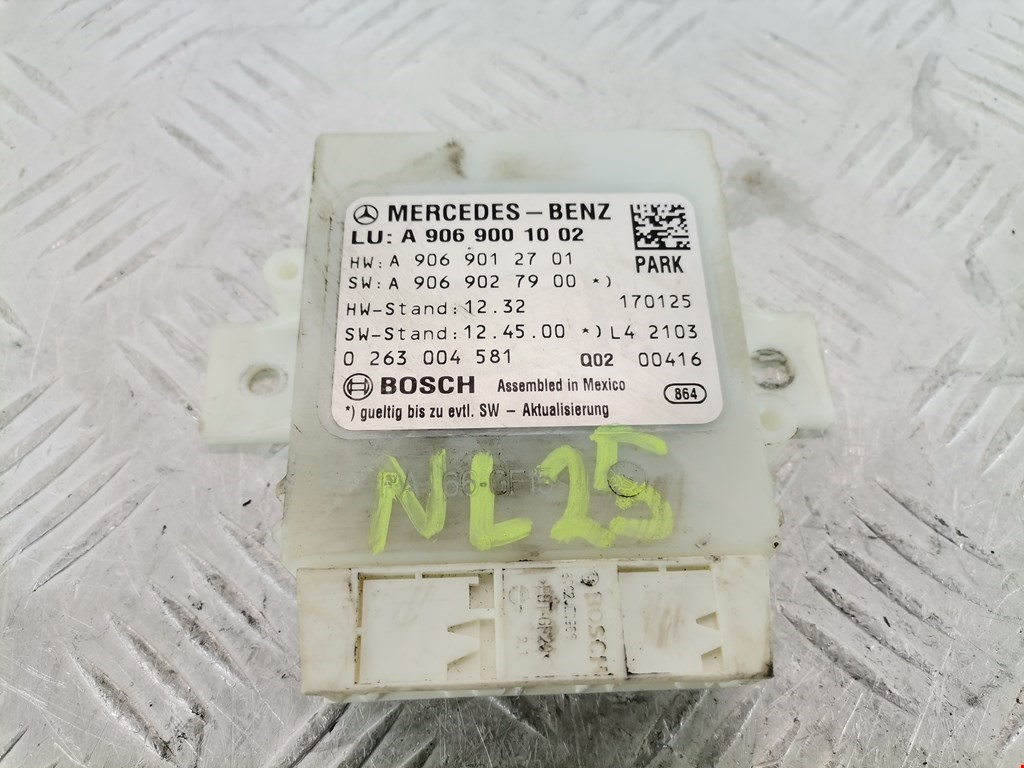 MERCEDES-BENZ
LU: A 906 900 10 02
PARK
HW: A 906 901 27 01
SW: A 906 902 79 00 *)
HW-Stand: 12.32 170125
SW-Stand: 12.45.00 *) L4 2103
0 263 004 581 Q02 00416
BOSCH Assembled in Mexico 864
*) gueltig bis zu evtl. SW - Aktualisierung
NL25
BOSCH